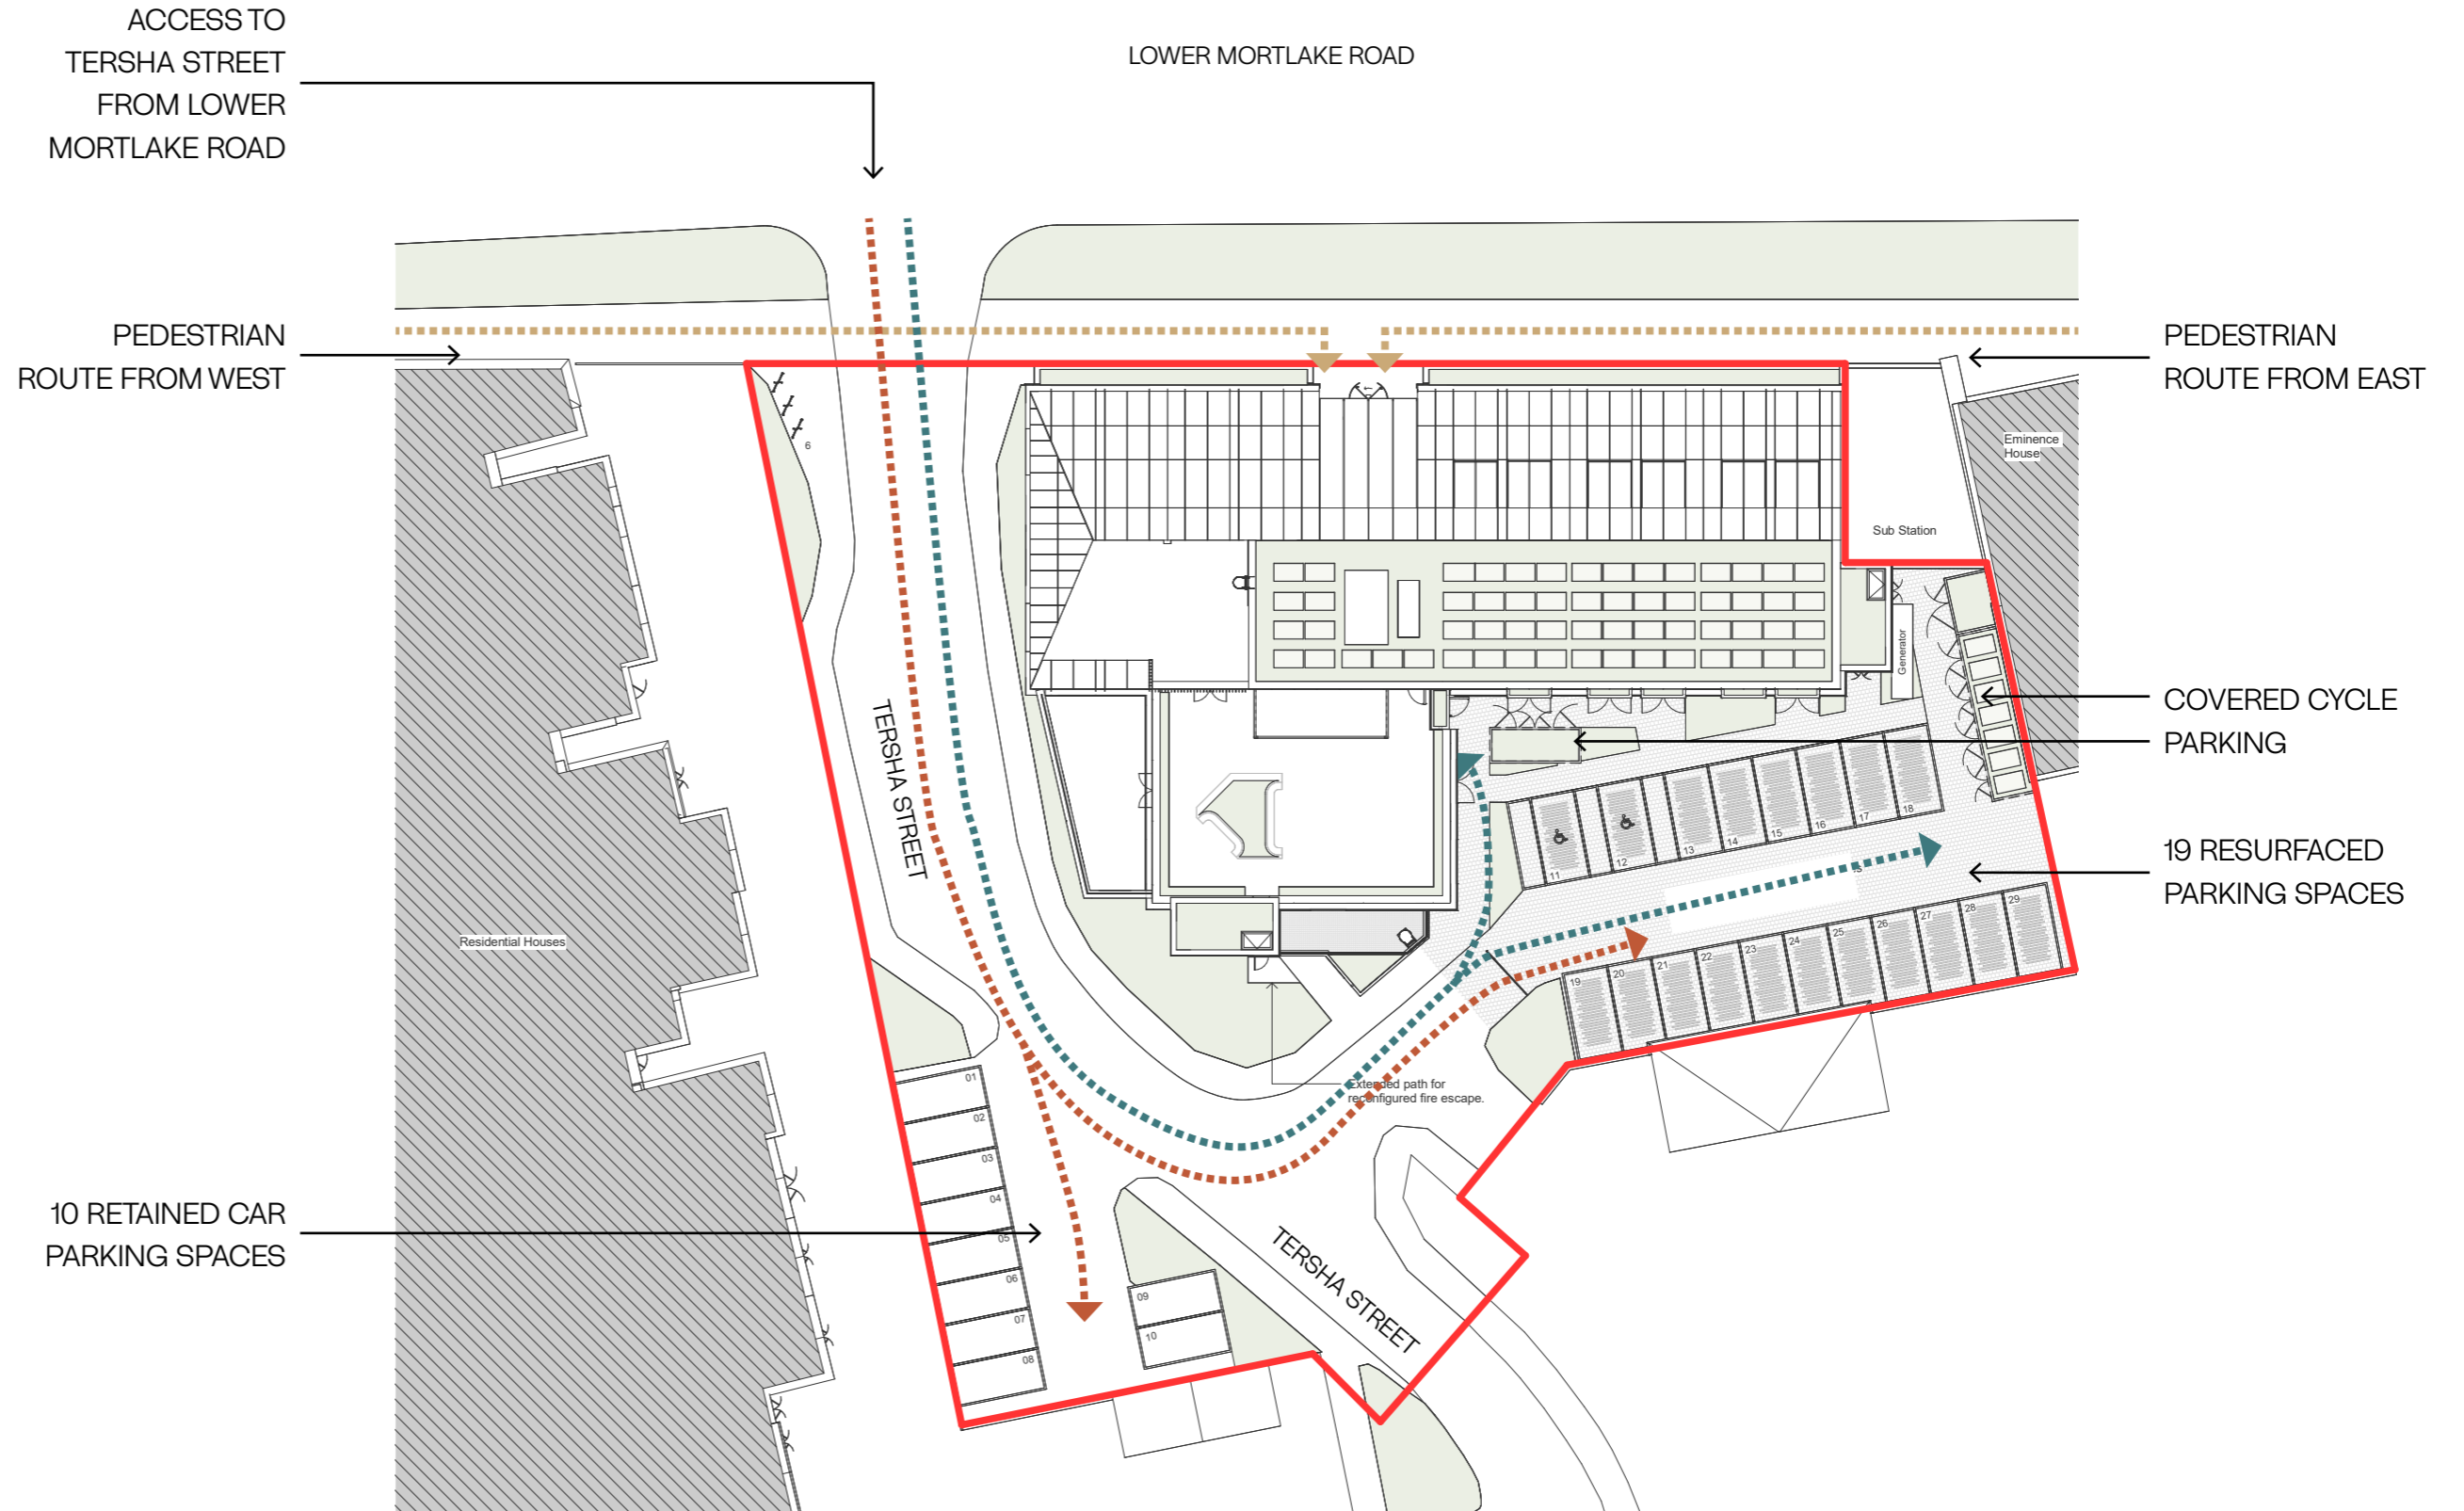 ACCESS TO
TERSHA STREET
FROM LOWER
MORTLAKE ROAD
LOWER MORTLAKE ROAD
PEDESTRIAN
ROUTE FROM WEST
PEDESTRIAN
ROUTE FROM EAST
6
Eminence
House
Sub Station
Generator
COVERED CYCLE
PARKING
TERSHA STREET
19 RESURFACED
PARKING SPACES
11
12
13
14
15
16
17
18
Residential Houses
19
20
21
22
23
24
25
26
27
28
29
Extended path for
reconfigured fire escape.
01
02
03
04
05
06
07
08
09
10
10 RETAINED CAR
PARKING SPACES
TERSHA STREET